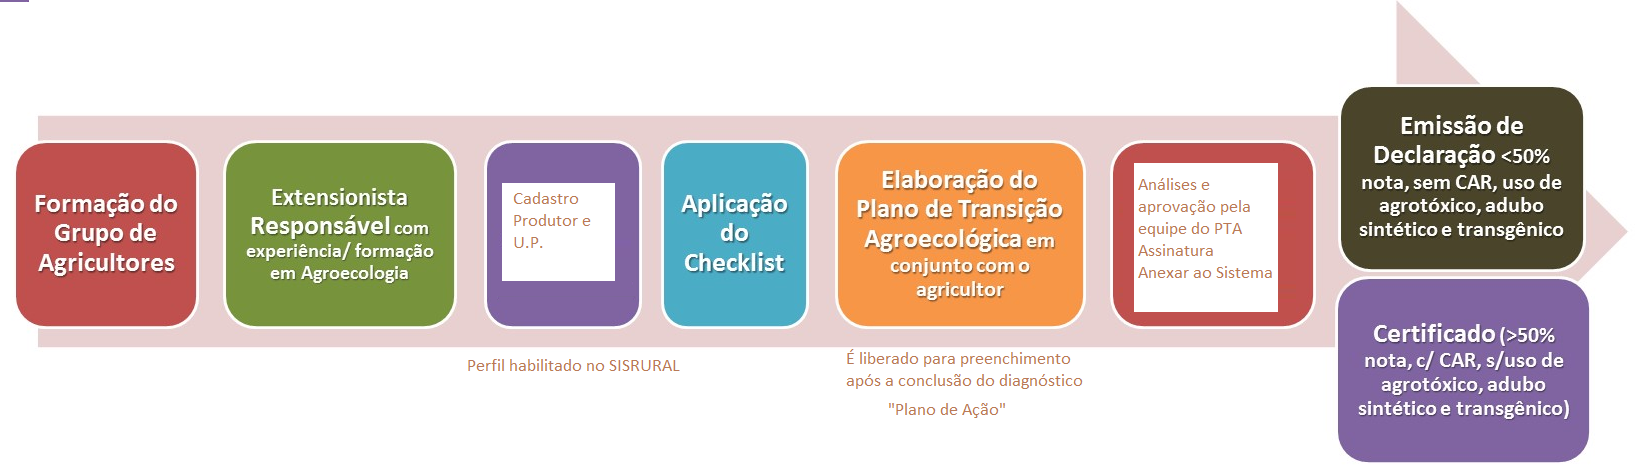 Formação do
Grupo de
Agricultores
Extensionista
Responsável com
experiência/ formação
em Agroecologia
Cadastro
Produtor e
U.P.
Aplicação
do
Checklist
Elaboração do
Plano de Transição
Agroecológica em
conjunto com o
agricultor
Análises e
aprovação pela
equipe do PTA
Assinatura
Anexar ao Sistema
Emissão de
Declaração <50%
nota, sem CAR, uso de
agrotóxico, adubo
sintético e transgênico
Certificado (>50%
nota, c/ CAR, s/uso de
agrotóxico, adubo
sintético e transgênico)
Perfil habilitado no SISRURAL
É liberado para preenchimento
após a conclusão do diagnóstico
"Plano de Ação"